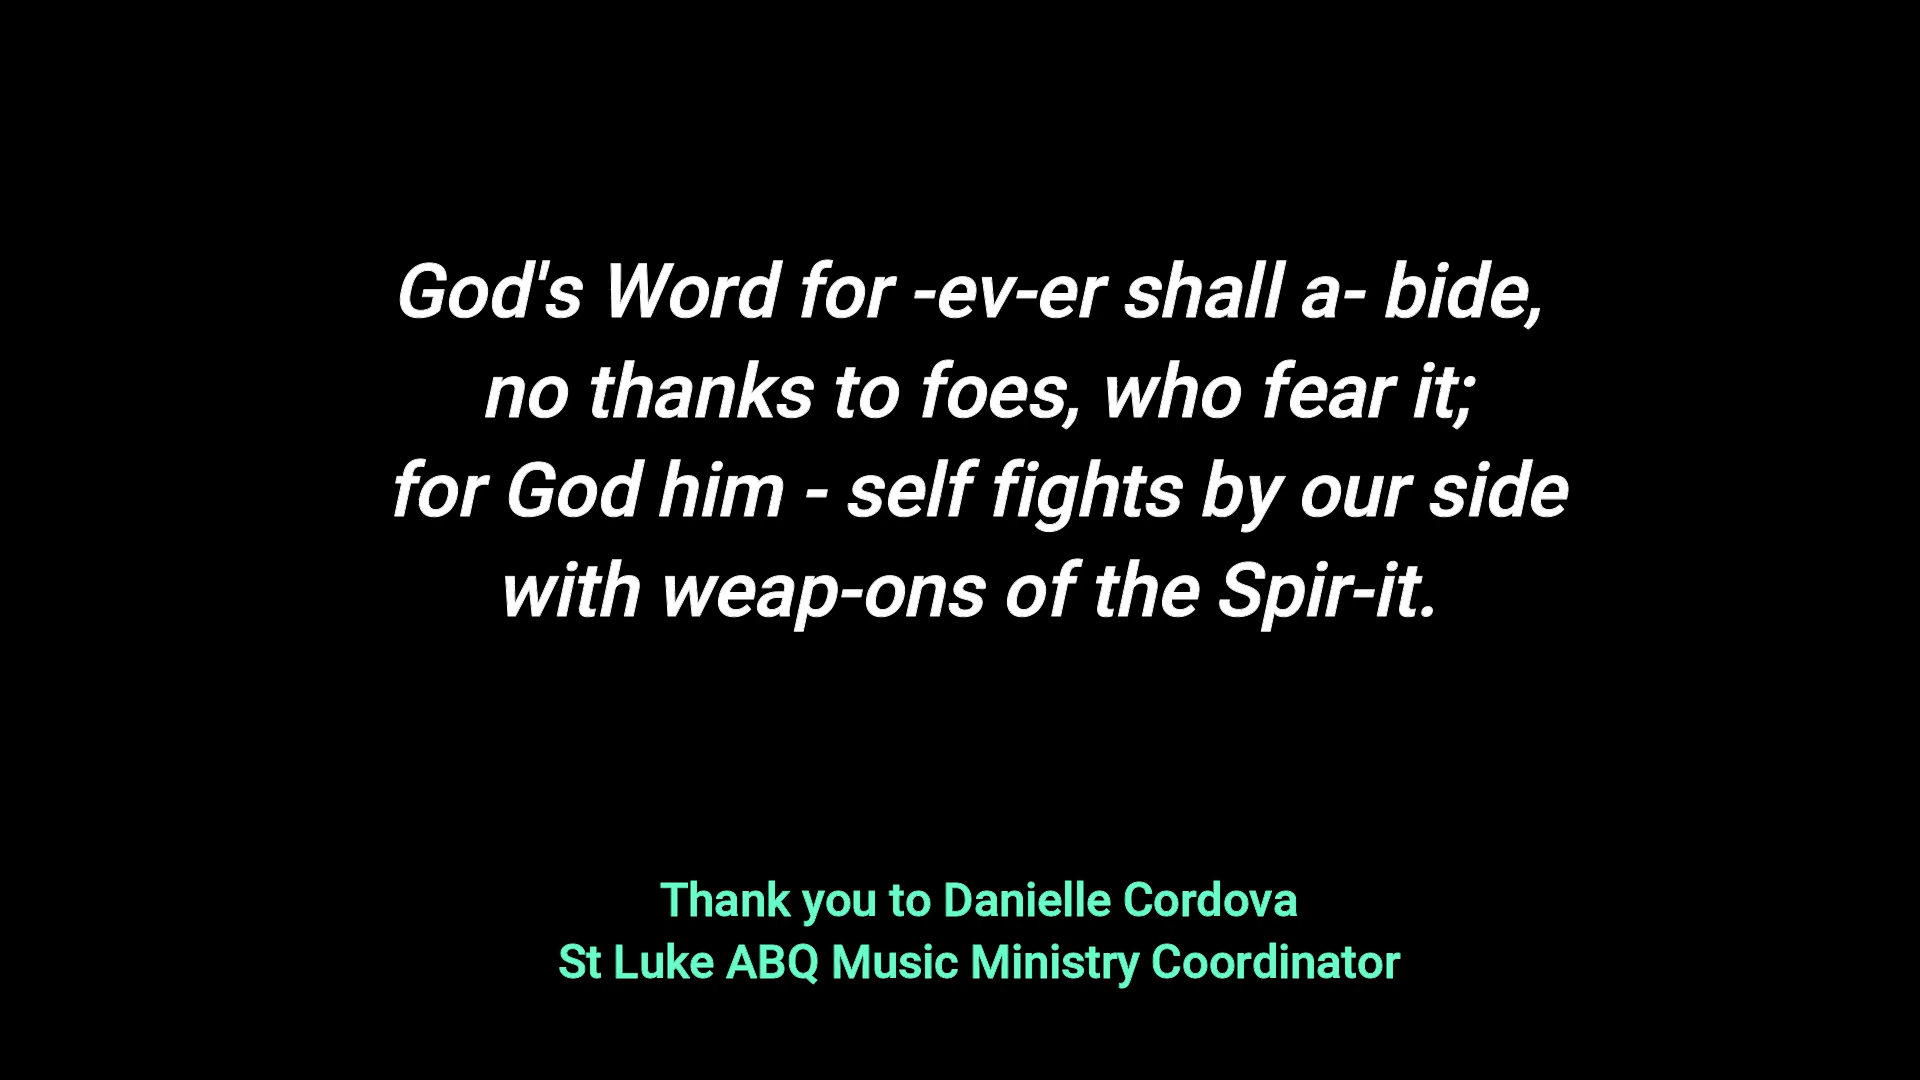 God's Word for -ev-er shall a- bide,
no thanks to foes, who fear it;
for God him - self fights by our side
with weap-ons of the Spir-it.
Thank you to Danielle Cordova
St Luke ABQ Music Ministry Coordinator